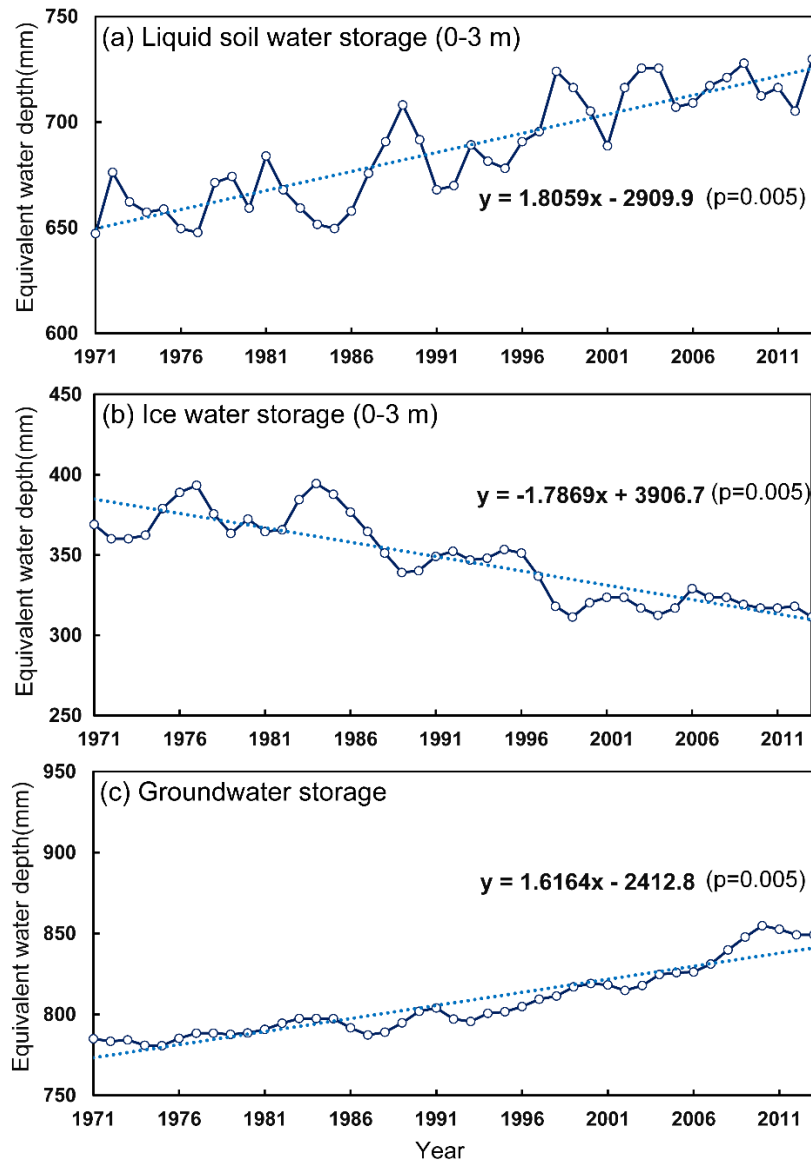 (a) Liquid soil water storage (0-3 m)
Equivalent water depth(mm)
750
700
650
600
y = 1.8059x - 2909.9 (p=0.005)
1971 1976 1981 1986 1991 1996 2001 2006 2011
(b) Ice water storage (0-3 m)
Equivalent water depth(mm)
450
400
350
300
250
y = -1.7869x + 3906.7 (p=0.005)
1971 1976 1981 1986 1991 1996 2001 2006 2011
(c) Groundwater storage
Equivalent water depth(mm)
950
900
850
800
750
y = 1.6164x - 2412.8 (p=0.005)
1971 1976 1981 1986 1991 1996 2001 2006 2011
Year